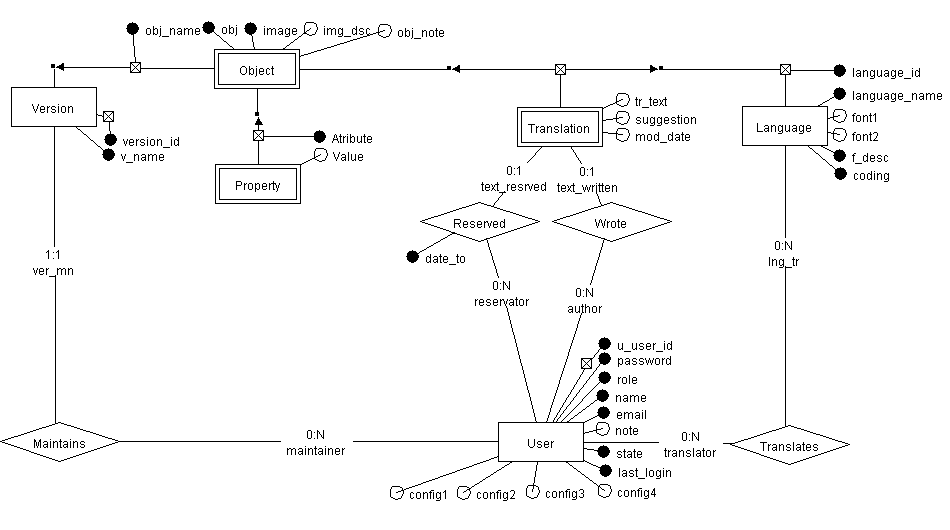 obj_name
obj
image
img_dsc
obj_note
Object
Version
version_id
v_name
Atribute
Value
Property
tr_text
suggestion
mod_date
Translation
language_id
language_name
font1
font2
f_desc
coding
Language
0:1
text_resrved
0:1
text_written
Reserved
Wrote
date_to
1:1
ver_mn
0:N
lng_tr
0:N
reservator
0:N
author
u_user_id
password
role
name
email
note
state
last_login
User
Maintains
0:N
maintainer
0:N
translator
Translates
config1
config2
config3
config4